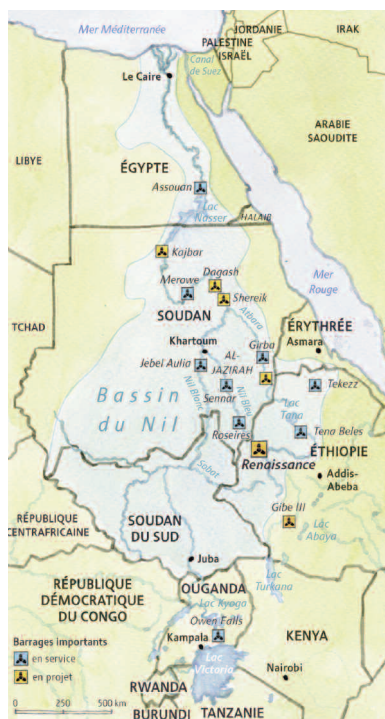 Mer Méditerranée
JORDANIE
IRAK
PALESTINE
ISRAËL
Canal
de Suez
Le Caire
ARABIE
SAOUDITE
LIBYE
ÉGYPTE
Assouan
Lac
Nasser
HALAIB
Kajbar
Mer
Rouge
Dagash
Merowe
Shereik
SOUDAN
Atbara
TCHAD
ÉRYTHRÉE
Khartoum
Girba
Asmara
AL-
JAZIRAH
Jebel Aulia
Tekezz
Bassin
du Nil
Nil Blanc
Sennar
Nil Bleu
Lac
Tana
Roseires
Tena Beles
ÉTHIOPIE
Renaissance
Sobat
Addis-
Abeba
RÉPUBLIQUE
CENTRAFRICAINE
SOUDAN
DU SUD
Gibe III
Lac
Abaya
Juba
Lac
Turkana
RÉPUBLIQUE
DÉMOCRATIQUE
DU CONGO
OUGANDA
Lac Kyoga
Owen Falls
Barrages importants
en service
en projet
Kampala
KENYA
Lac
Victoria
Nairobi
0 250 500 km
RWANDA
BURUNDI
TANZANIE